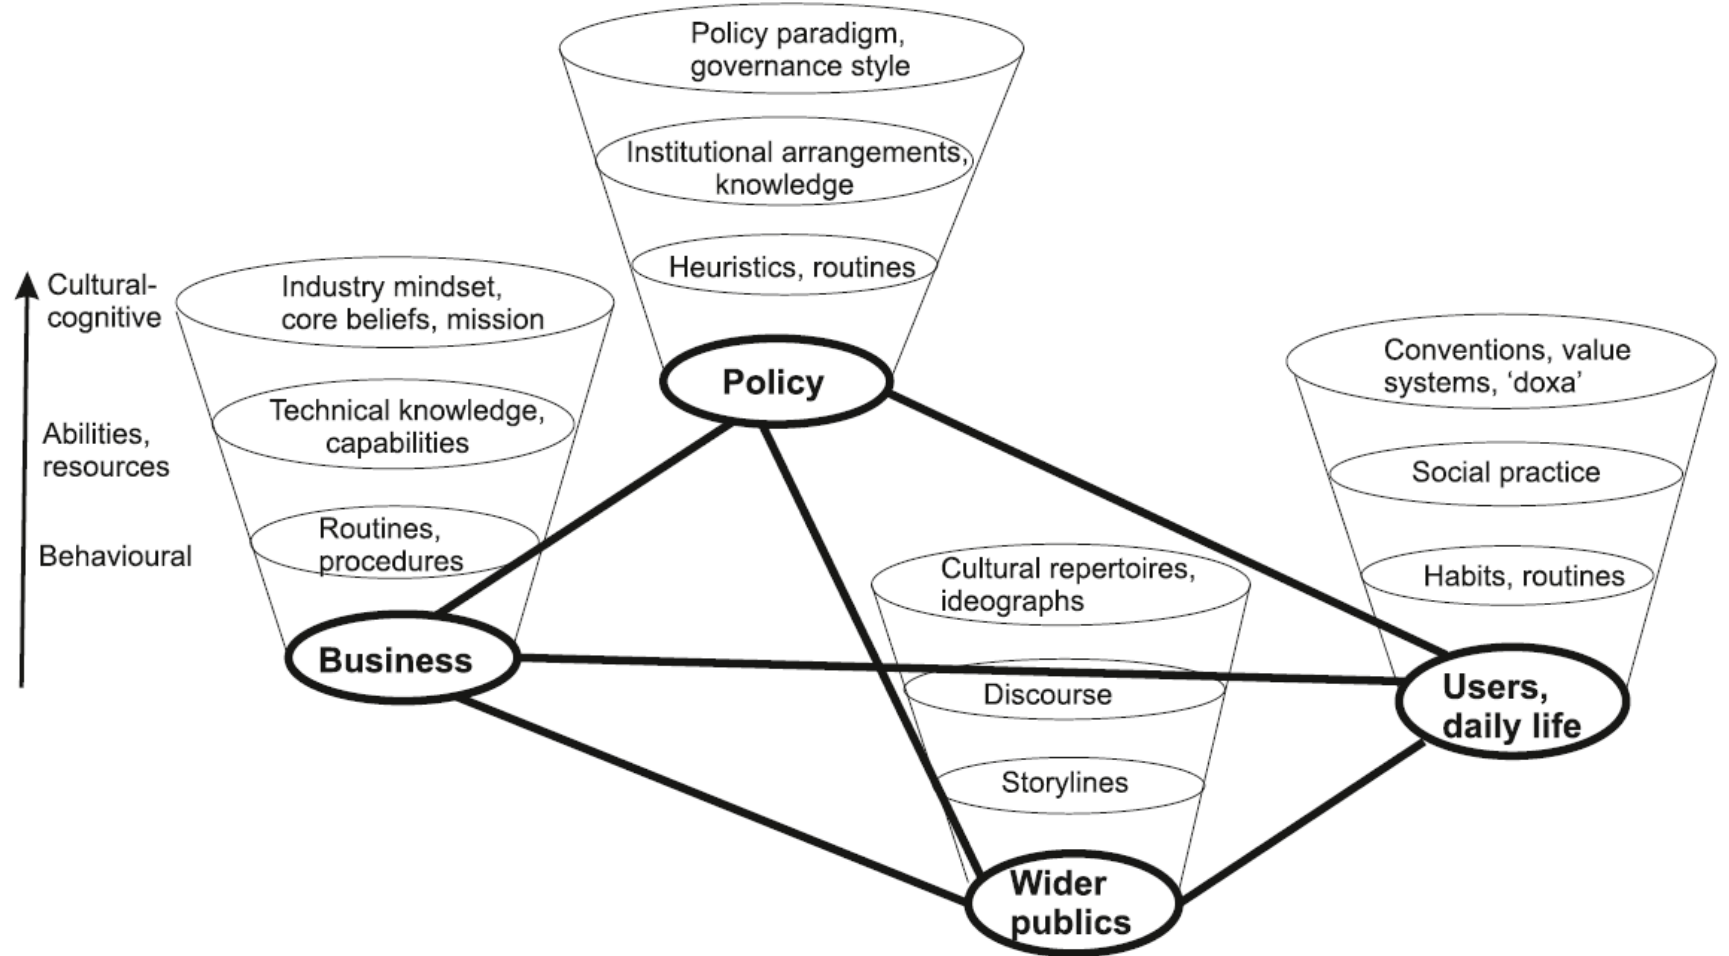 Policy paradigm,
governance style
Institutional arrangements,
knowledge
Heuristics, routines
Policy
Cultural-
cognitive
Abilities,
resources
Behavioural
Industry mindset,
core beliefs, mission
Technical knowledge,
capabilities
Routines,
procedures
Business
Cultural repertoires,
ideographs
Discourse
Storylines
Wider
publics
Conventions, value
systems, ‘doxa’
Social practice
Habits, routines
Users,
daily life